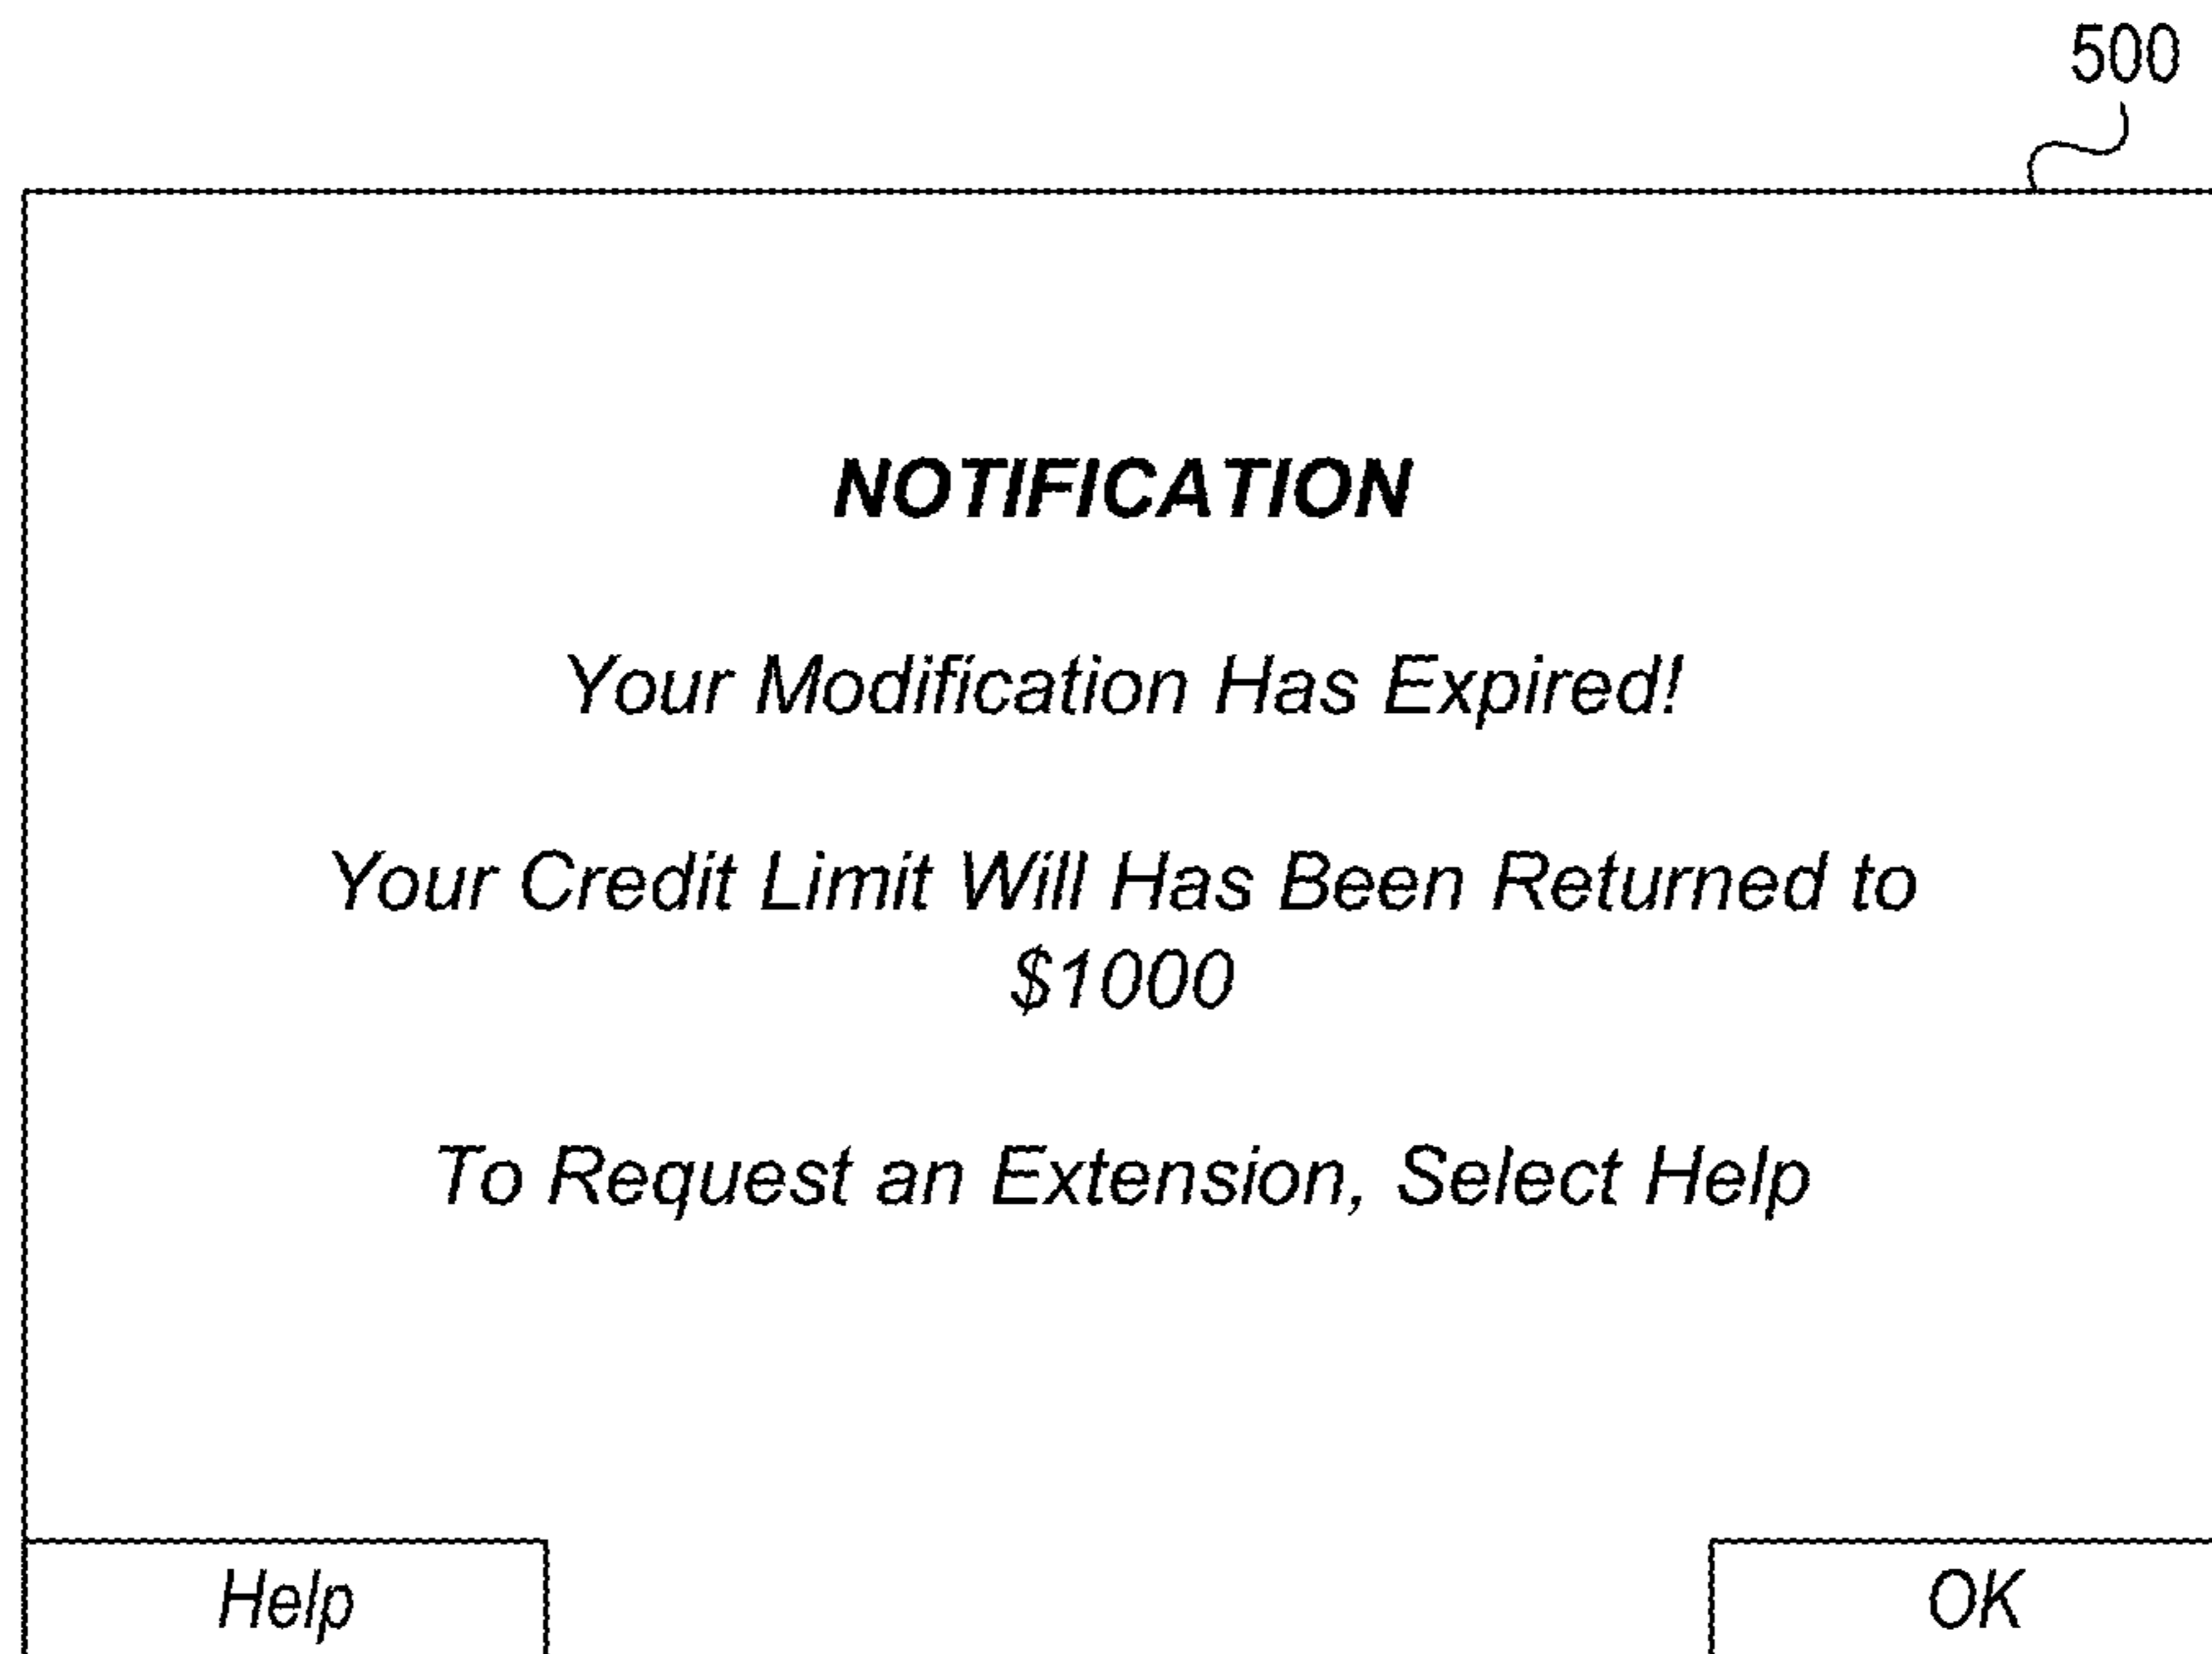 500
NOTIFICATION
Your Modification Has Expired!
Your Credit Limit Will Has Been Returned to
$1000
To Request an Extension, Select Help
Help
OK